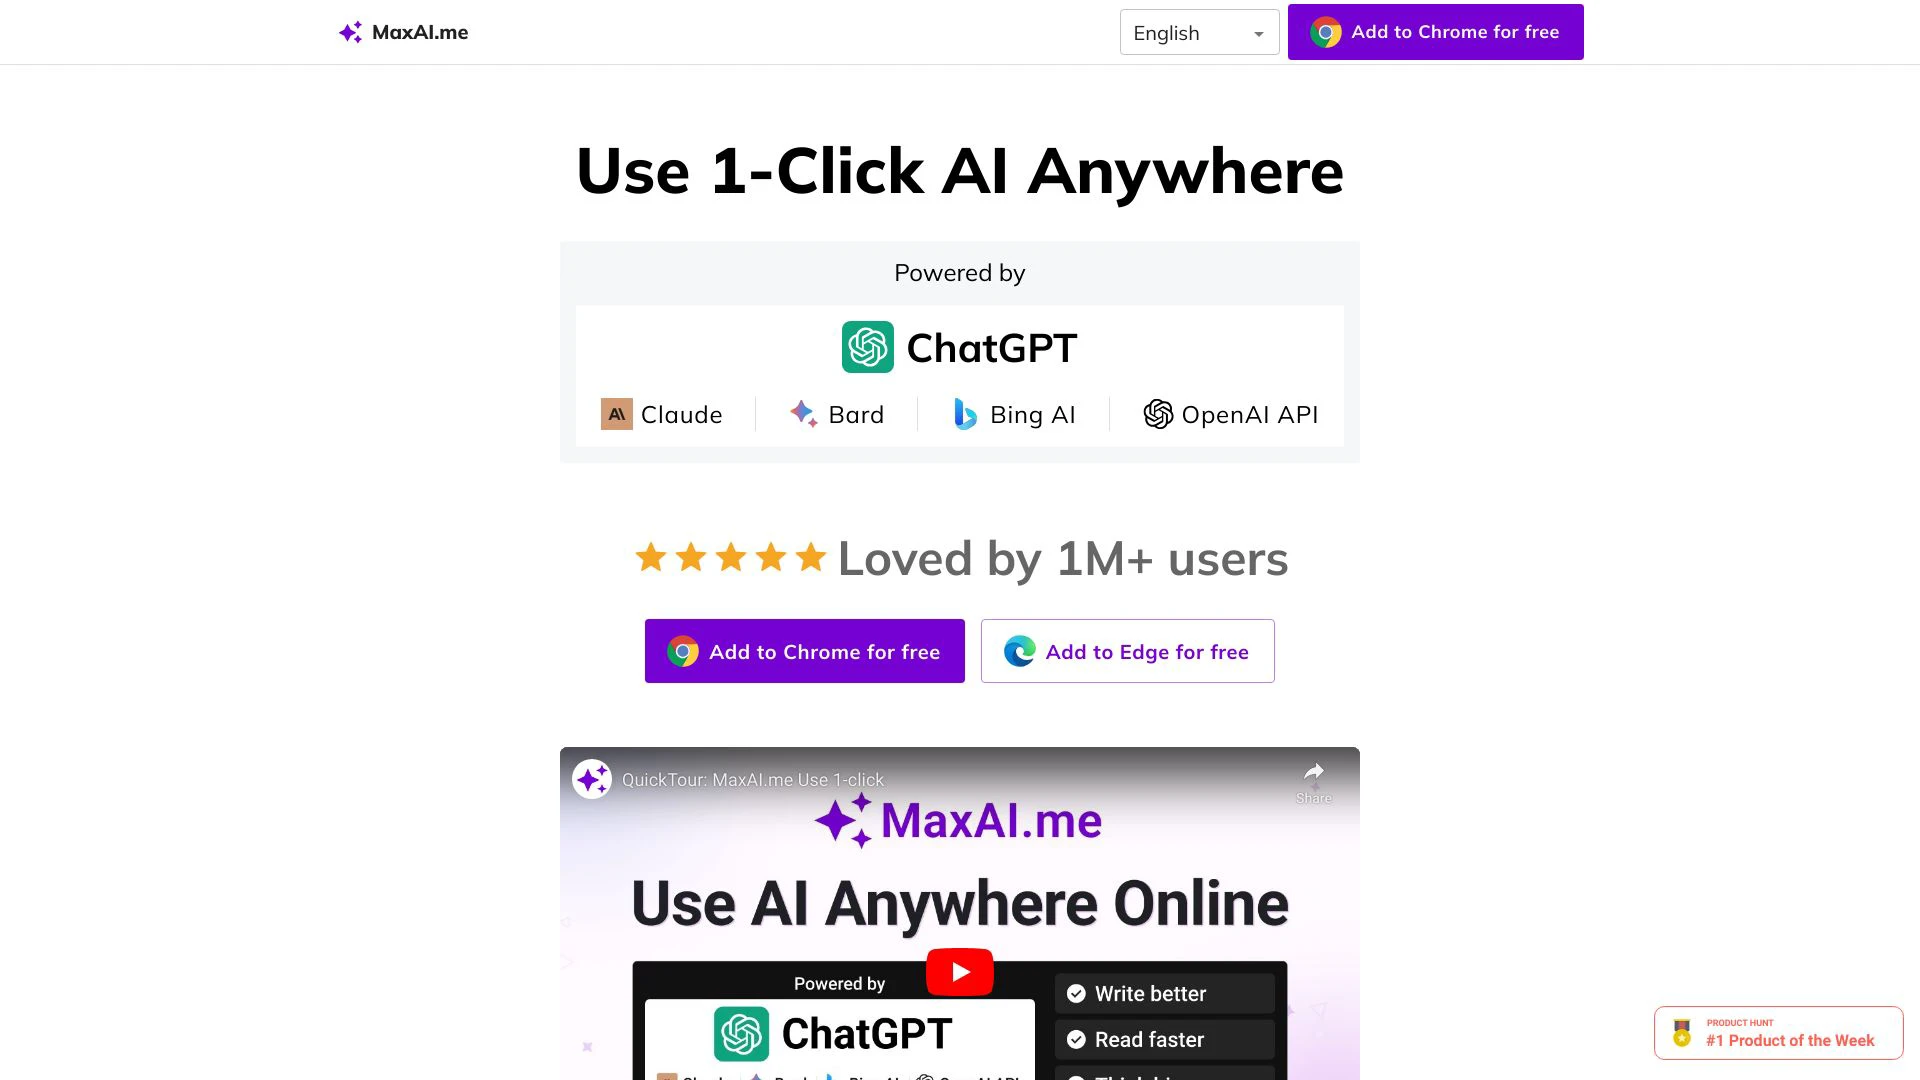 MaxAI.me
English
Add to Chrome for free
Use 1-Click AI Anywhere
Powered by
ChatGPT
Claude
Bard
Bing AI
OpenAI API
Loved by 1M+ users
Add to Chrome for free
Add to Edge for free
QuickTour: MaxAI.me Use 1-click
Share
MaxAI.me
Use AI Anywhere Online
Powered by
ChatGPT
Write better
Read faster
PRODUCT HUNT
#1 Product of the Week